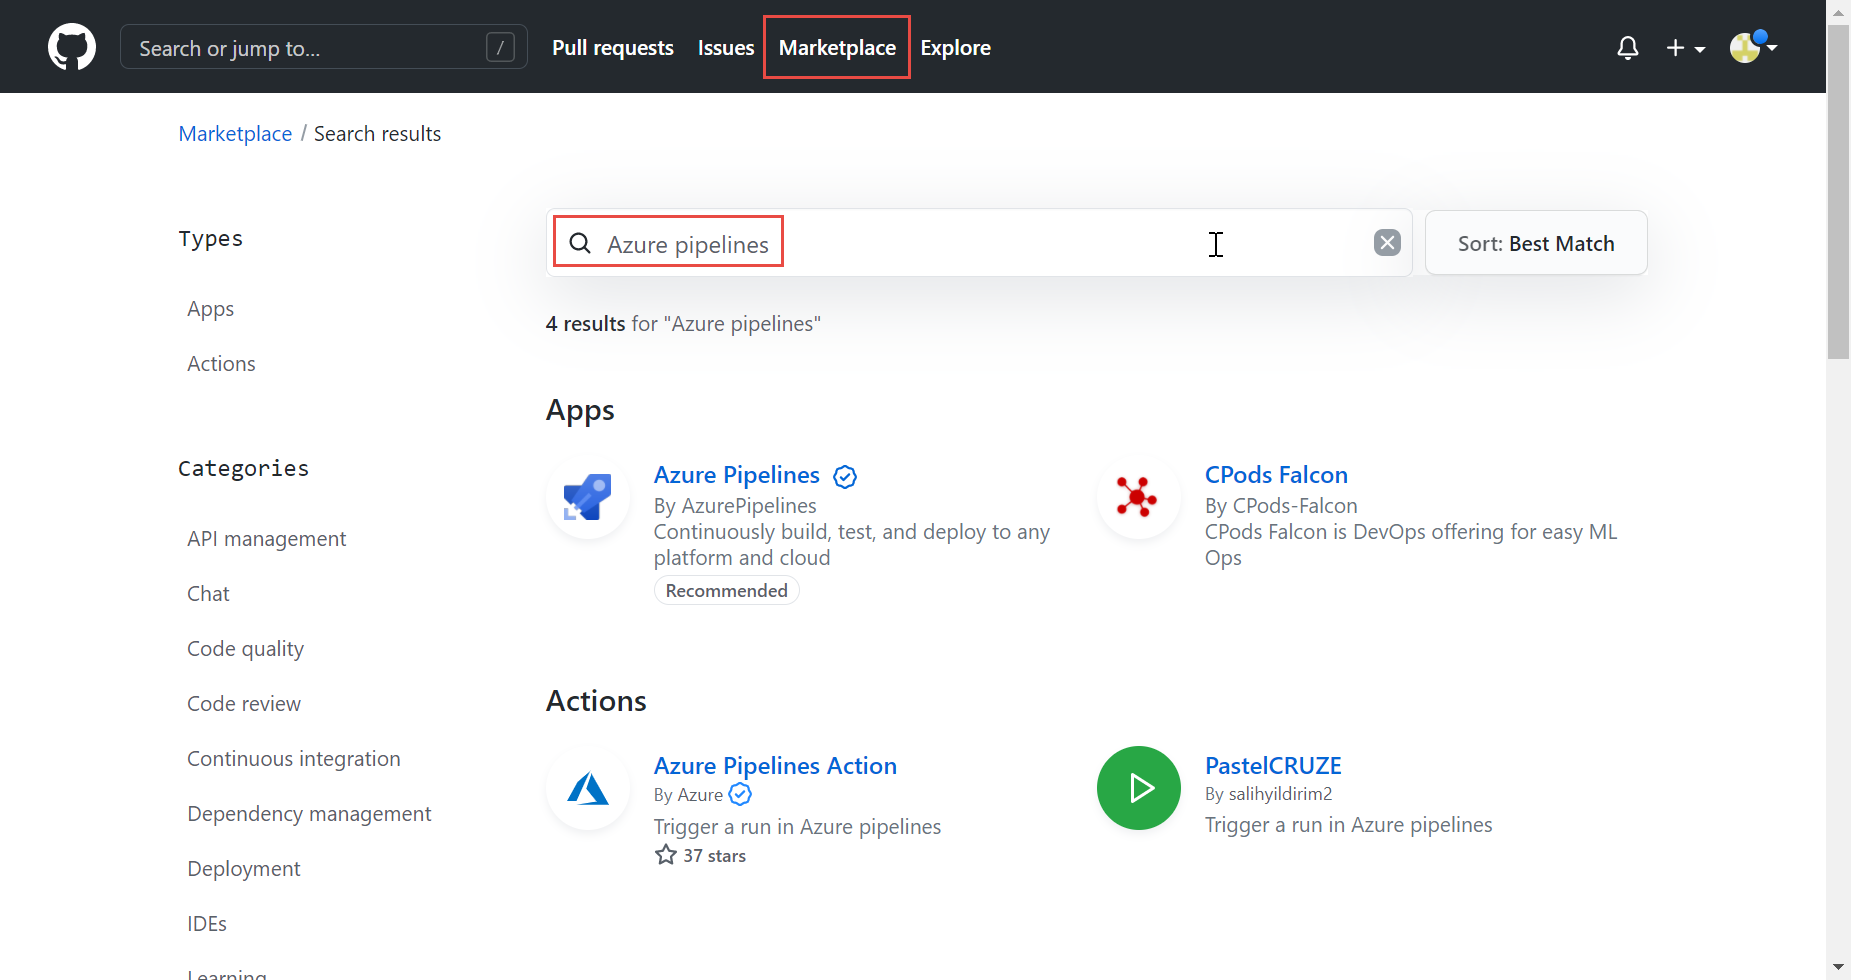 Search or jump to... /
Pull requests Issues Marketplace Explore
Marketplace / Search results
Types
Apps
Actions
Categories
API management
Chat
Code quality
Code review
Continuous integration
Dependency management
Deployment
IDEs
Learning
Azure pipelines
Sort: Best Match
4 results for "Azure pipelines"
Apps
Azure Pipelines
By AzurePipelines
Continuously build, test, and deploy to any
platform and cloud
Recommended
CPods Falcon
By CPods-Falcon
CPods Falcon is DevOps offering for easy ML
Ops
Actions
Azure Pipelines Action
By Azure
Trigger a run in Azure pipelines
37 stars
PastelCRUZE
By salihyildirim2
Trigger a run in Azure pipelines